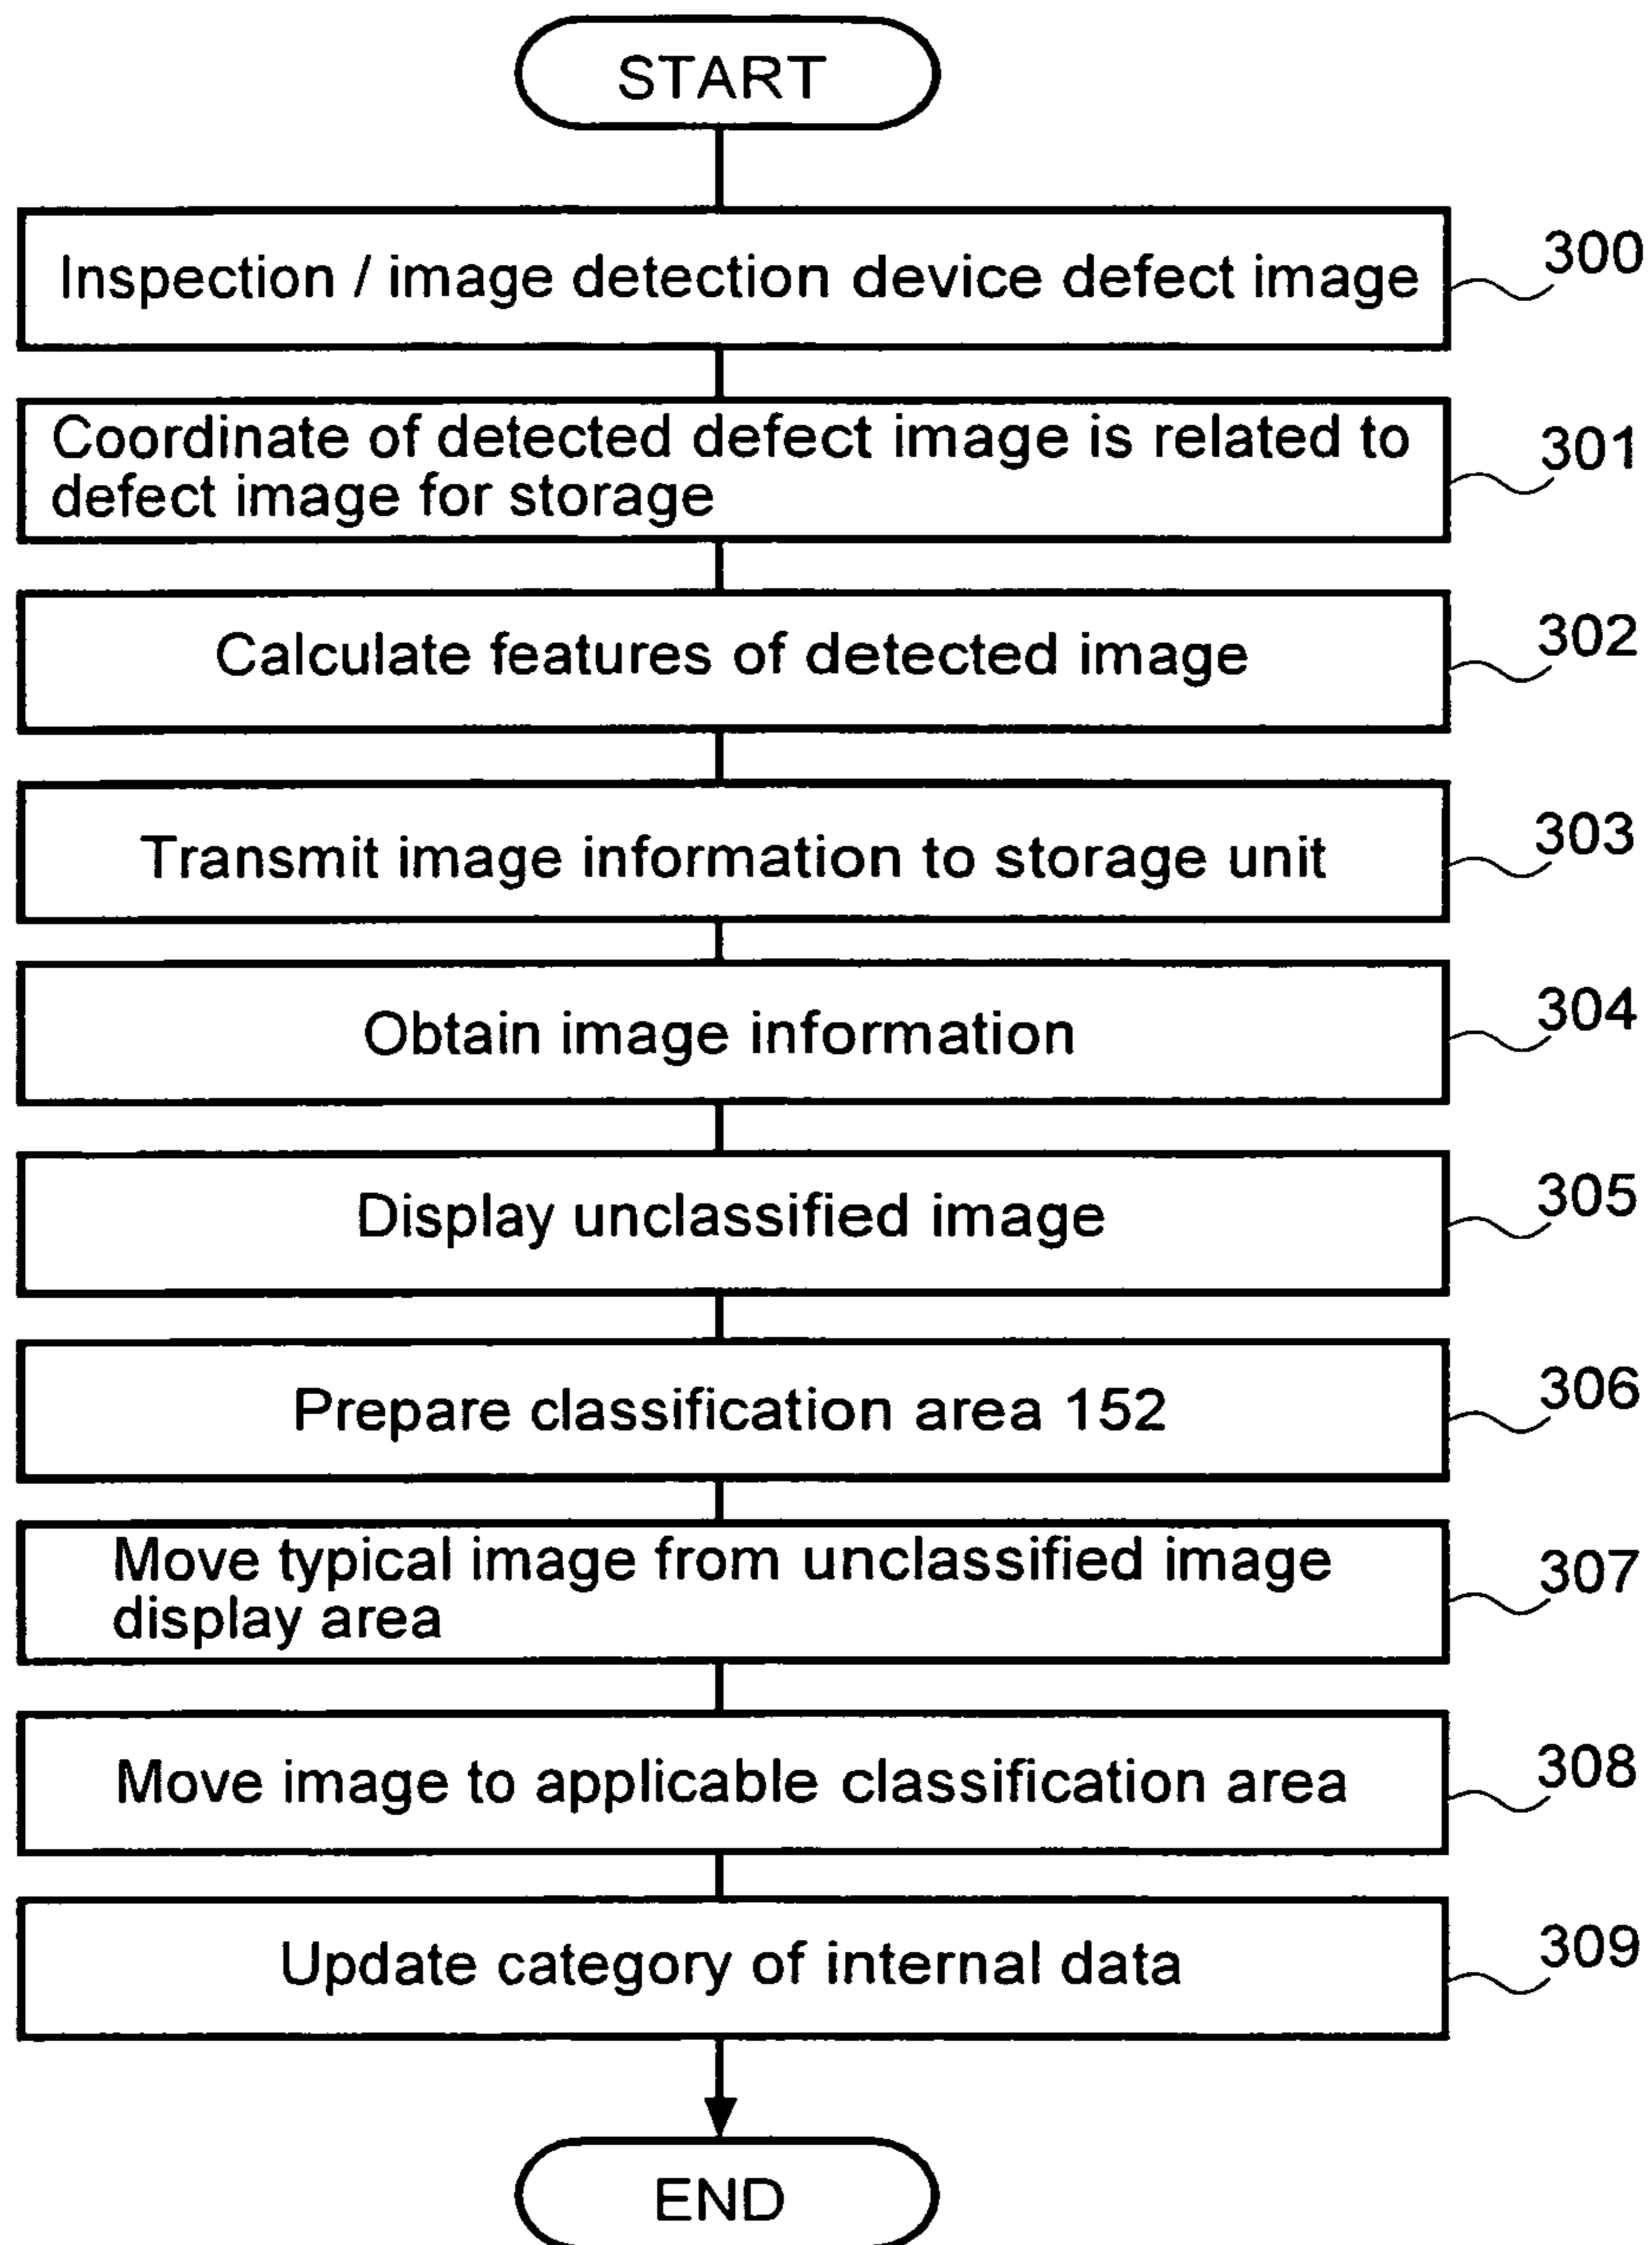 START
Inspection / image detection device defect image
300
Coordinate of detected defect image is related to
defect image for storage
301
Calculate features of detected image
302
Transmit image information to storage unit
303
Obtain image information
304
Display unclassified image
305
Prepare classification area 152
306
Move typical image from unclassified image
display area
307
Move image to applicable classification area
308
Update category of internal data
309
END